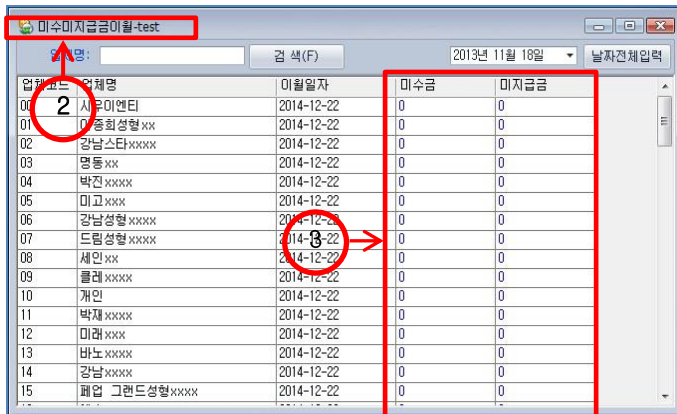 미수미지급금이월-test
검 색(F) 2013년 11월 18일 날짜전체입력
업체명 이월일자 미수금 미지급금
2
00 2014-12-22 0 0
01 2014-12-22 0 0
02 강남스타xxxx 2014-12-22 0 0
03 명동xx 2014-12-22 0 0
04 박진xxxx 2014-12-22 0 0
05 미고xxx 2014-12-22 0 0
06 강남성형xxxx 0 0
3
07 드림성형xxxx 0 0
08 세인xx 0 0
09 클레xxxx 2014-12-22 0 0
10 개인 2014-12-22 0 0
11 박재xxxx 2014-12-22 0 0
12 미래xxx 2014-12-22 0 0
13 바노xxxx 2014-12-22 0 0
14 강남xxxx 2014-12-22 0 0
15 폐업 그랜드성형xxxx 2014-12-22 0 0